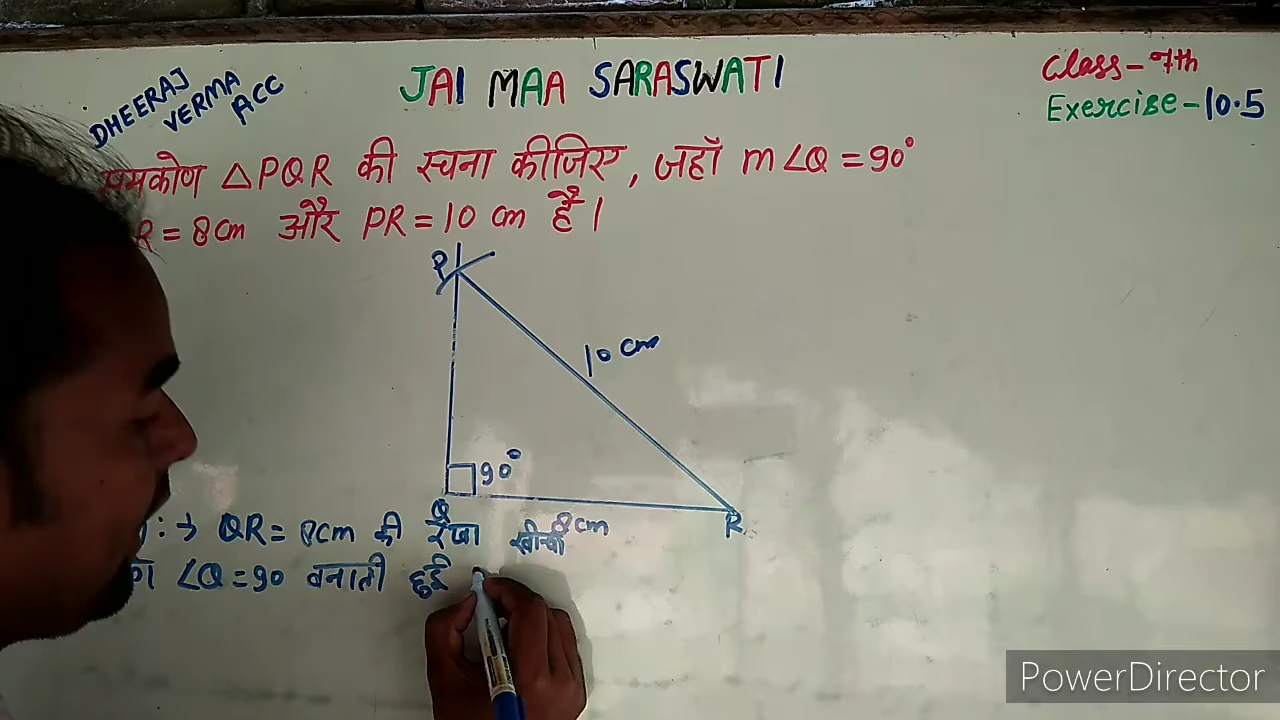 DHEERAJ
VERMA
ACC
JAI MAA SARASWATI
Class-7th
Exercise-10.5
समकोण △PQR की रचना कीजिए, जहाँ m∠Q = 90°
R = 8cm और PR = 10 cm है।
P
10 cm
90°
Q
8cm
R
:→ QR = 8cm की रेखा खीन्ची
का ∠Q = 90 बनाती हुई
PowerDirector